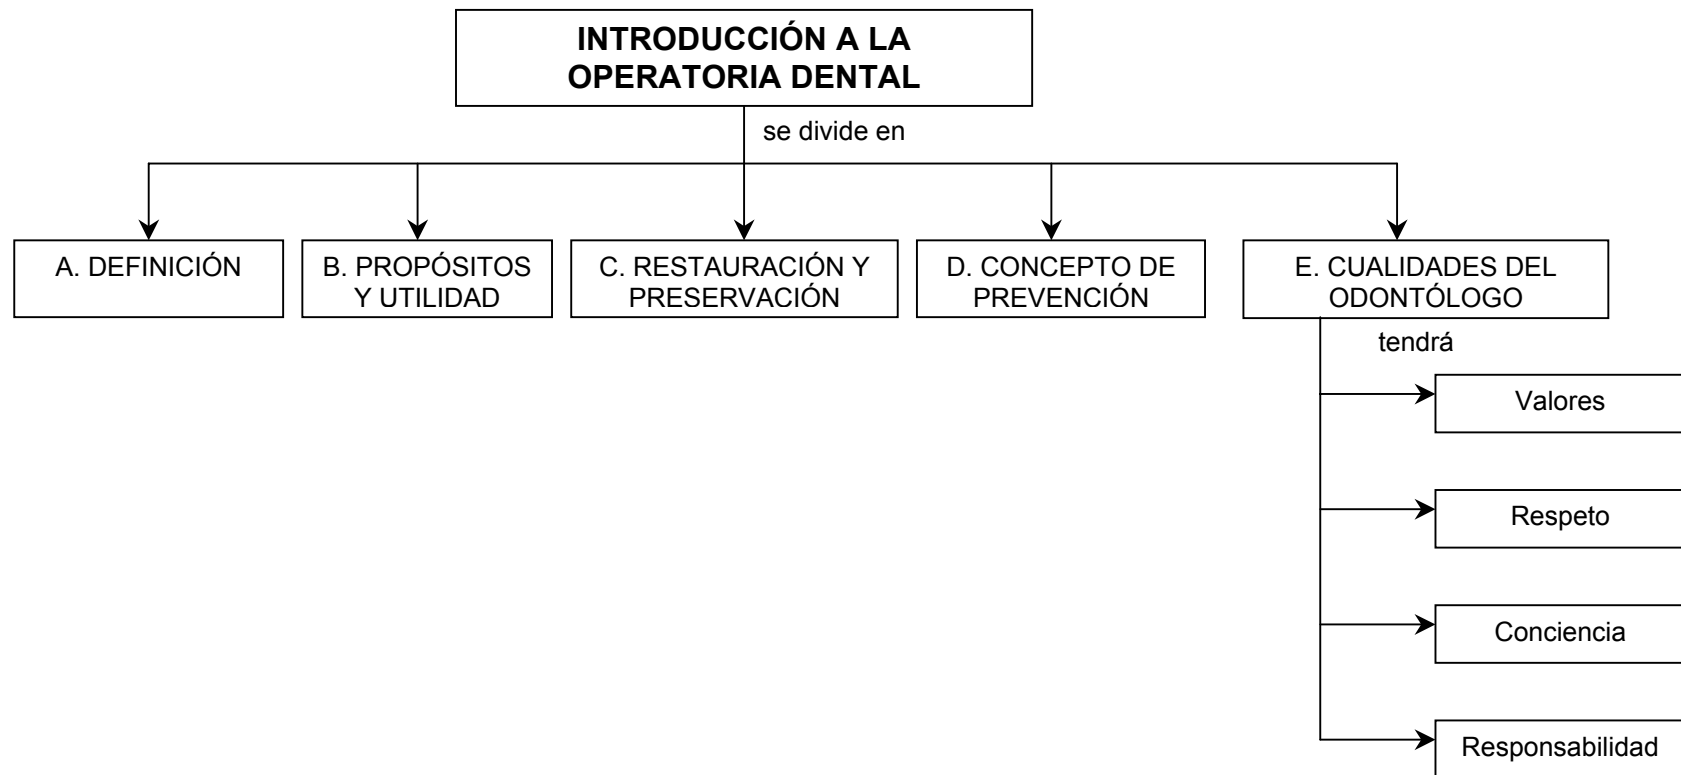 INTRODUCCIÓN A LA
OPERATORIA DENTAL
se divide en
A. DEFINICIÓN
B. PROPÓSITOS
Y UTILIDAD
C. RESTAURACIÓN Y
PRESERVACIÓN
D. CONCEPTO DE
PREVENCIÓN
E. CUALIDADES DEL
ODONTÓLOGO
tendrá
Valores
Respeto
Conciencia
Responsabilidad